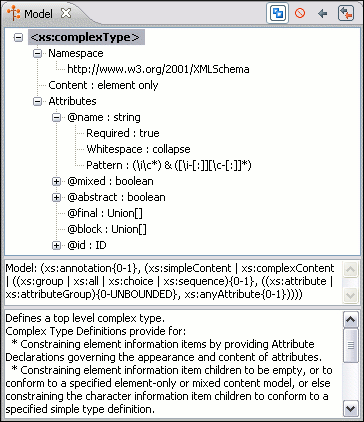 Model
<xs:complexType>
Namespace
http://www.w3.org/2001/XMLSchema
Content : element only
Attributes
@name : string
Required : true
Whitespace : collapse
Pattern : (\i\c*) & ([\i-[:]][\c-[:]]*)
@mixed : boolean
@abstract : boolean
@final : Union[]
@block : Union[]
@id : ID
Model: (xs:annotation{0-1}, (xs:simpleContent | xs:complexContent
| ((xs:group | xs:all | xs:choice | xs:sequence){0-1}, ((xs:attribute
| xs:attributeGroup){0-UNBOUNDED}, xs:anyAttribute{0-1}))))
Defines a top level complex type.
Complex Type Definitions provide for:
* Constraining element information items by providing Attribute
Declarations governing the appearance and content of attributes.
* Constraining element information item children to be empty, or to
conform to a specified element-only or mixed content model, or else
constraining the character information item children to conform to a
specified simple type definition.